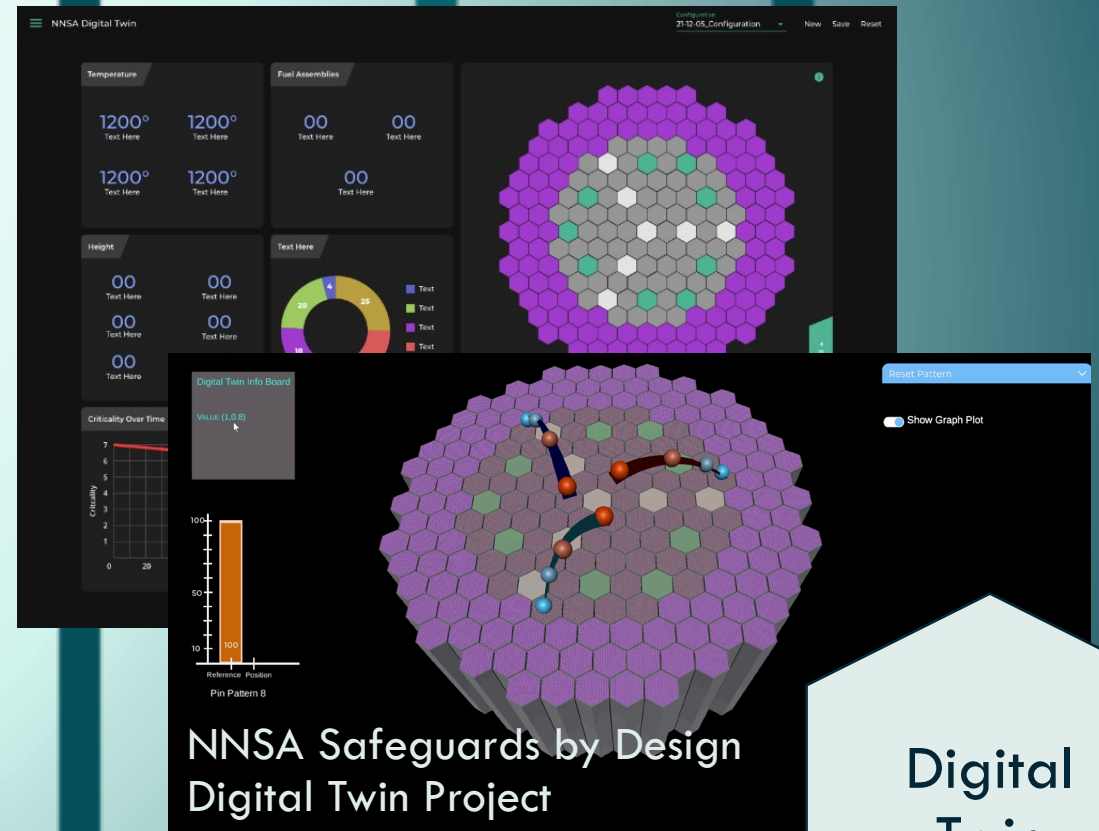 NNSA Digital Twin
Configuration
21-12-05_Configuration
New Save Reset
Temperature
1200° 1200°
Text Here Text Here
1200° 1200°
Text Here Text Here
Fuel Assemblies
00 00
Text Here Text Here
00
Text Here
Height
00 00
Text Here Text Here
00 00
Text Here Text Here
00
Text Here
Text Here
4
20
25
18
Text
Text
Text
Text
Criticality Over Time
Criticality
7
6
5
4
3
2
1
0 20
Digital Twin Info Board
VALUE (1,0.8)
Reset Pattern
Show Graph Plot
100
50
10
100
Reference Position
Pin Pattern 8
NNSA Safeguards by Design
Digital Twin Project
Digital
Twin